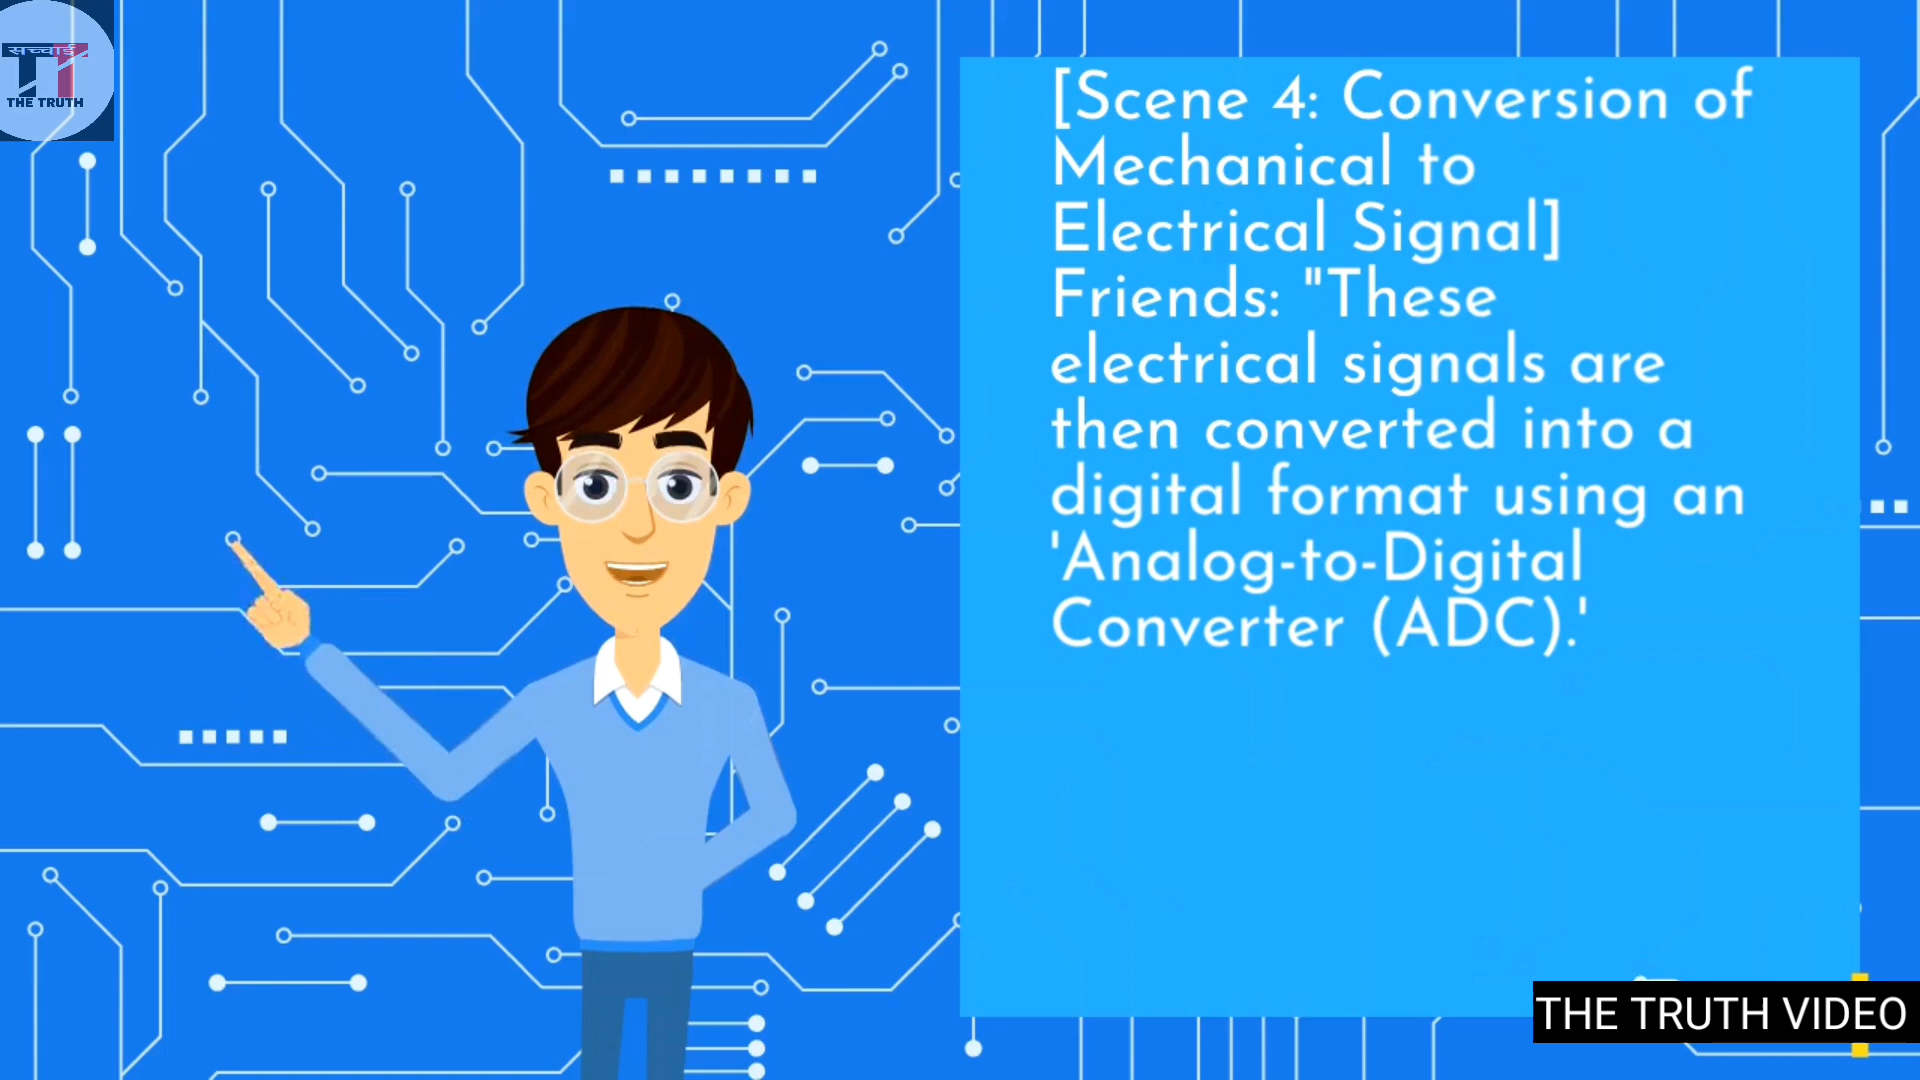 सच्चाई
THE TRUTH
[Scene 4: Conversion of
Mechanical to
Electrical Signal]
Friends: "These
electrical signals are
then converted into a
digital format using an
'Analog-to-Digital
Converter (ADC).'
THE TRUTH VIDEO